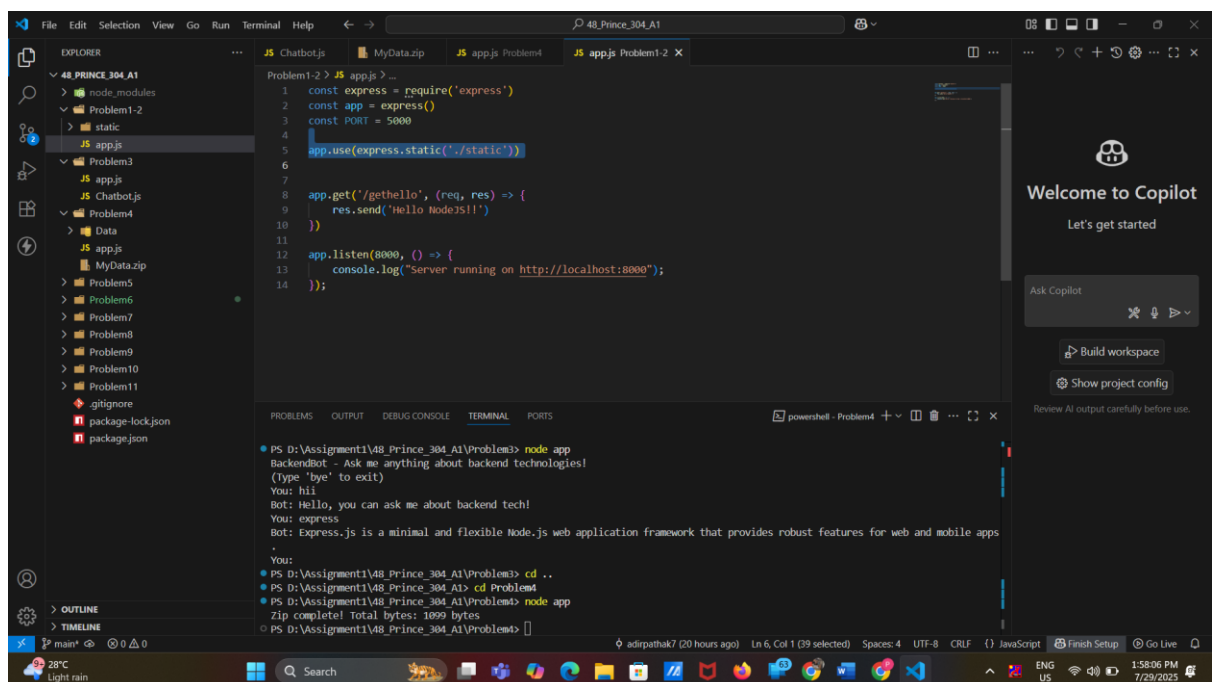 File Edit Selection View Go Run Terminal Help
48_Prince_304_A1
EXPLORER
48_PRINCE_304_A1
node_modules
Problem1-2
static
JS app.js
Problem3
JS app.js
JS Chatbot.js
Problem4
Data
JS app.js
MyData.zip
Problem5
Problem6
Problem7
Problem8
Problem9
Problem10
Problem11
.gitignore
package-lock.json
package.json
OUTLINE
TIMELINE
JS Chatbot.js MyData.zip JS app.js Problem4 JS app.js Problem1-2
Problem1-2 > JS app.js > ...
1 const express = require('express')
2 const app = express()
3 const PORT = 5000
4
5 app.use(express.static('./static'))
6
7
8 app.get('/gethello', (req, res) => {
9 res.send('Hello NodeJS!!')
10 })
11
12 app.listen(8000, () => {
13 console.log("Server running on http://localhost:8000");
14 });
PROBLEMS OUTPUT DEBUG CONSOLE TERMINAL PORTS
powershell - Problem4
PS D:\Assignment1\48_Prince_304_A1\Problem3> node app
BackendBot - Ask me anything about backend technologies!
(Type 'bye' to exit)
You: hii
Bot: Hello, you can ask me about backend tech!
You: express
Bot: Express.js is a minimal and flexible Node.js web application framework that provides robust features for web and mobile apps
.
You:
PS D:\Assignment1\48_Prince_304_A1\Problem3> cd ..
PS D:\Assignment1\48_Prince_304_A1> cd Problem4
PS D:\Assignment1\48_Prince_304_A1\Problem4> node app
Zip complete! Total bytes: 1099 bytes
PS D:\Assignment1\48_Prince_304_A1\Problem4>
Welcome to Copilot
Let's get started
Ask Copilot
Build workspace
Show project config
Review AI output carefully before use.
main* 0 0 adirpathak7 (20 hours ago) Ln 6, Col 1 (39 selected) Spaces: 4 UTF-8 CRLF {} JavaScript Finish Setup Go Live
28°C
Light rain
Search
ENG
US
1:58:06 PM
7/29/2025